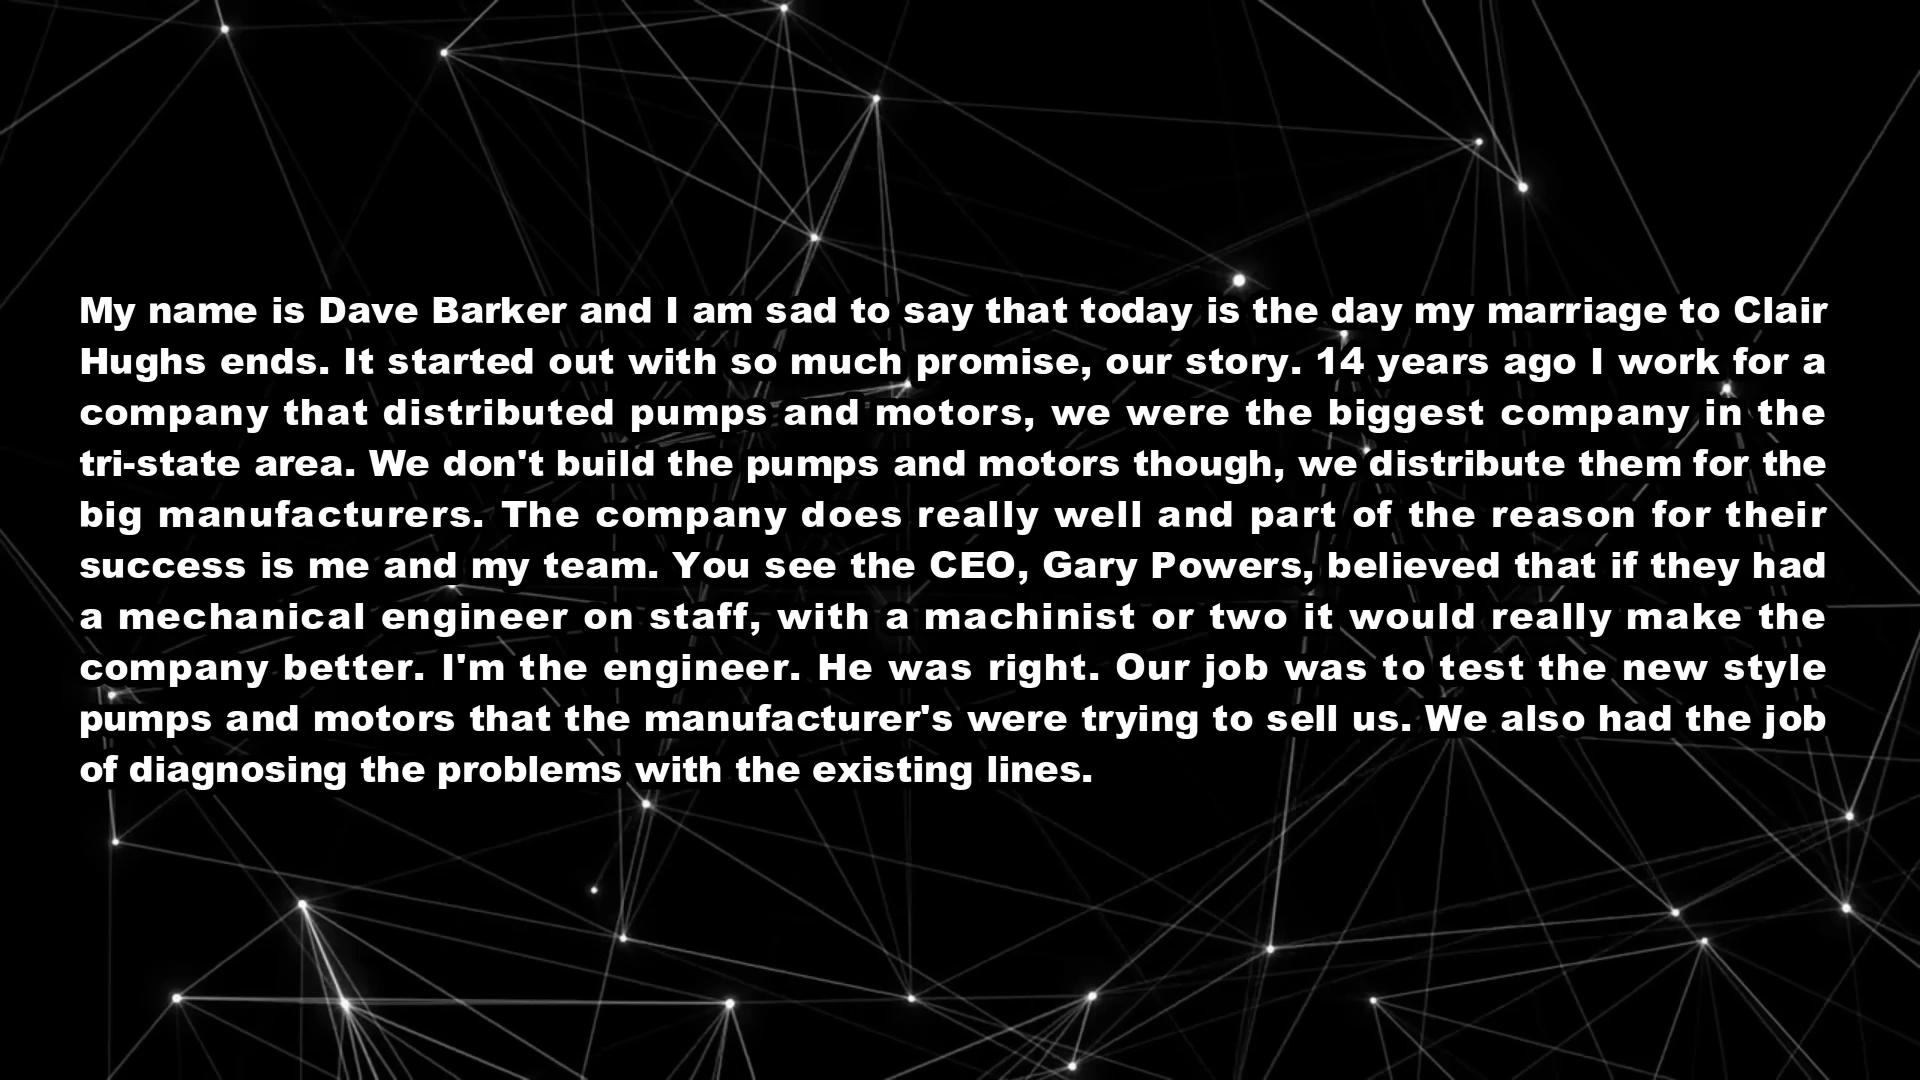 My name is Dave Barker and I am sad to say that today is the day my marriage to Clair
Hughs ends. It started out with so much promise, our story. 14 years ago I work for a
company that distributed pumps and motors, we were the biggest company in the
tri-state area. We don't build the pumps and motors though, we distribute them for the
big manufacturers. The company does really well and part of the reason for their
success is me and my team. You see the CEO, Gary Powers, believed that if they had
a mechanical engineer on staff, with a machinist or two it would really make the
company better. I'm the engineer. He was right. Our job was to test the new style
pumps and motors that the manufacturer's were trying to sell us. We also had the job
of diagnosing the problems with the existing lines.